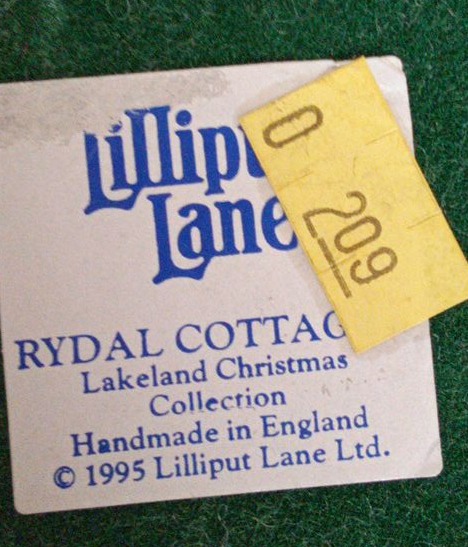 Lilliput
Lane
RYDAL COTTAG
Lakeland Christmas
Collection
Handmade in England
© 1995 Lilliput Lane Ltd.
0
209